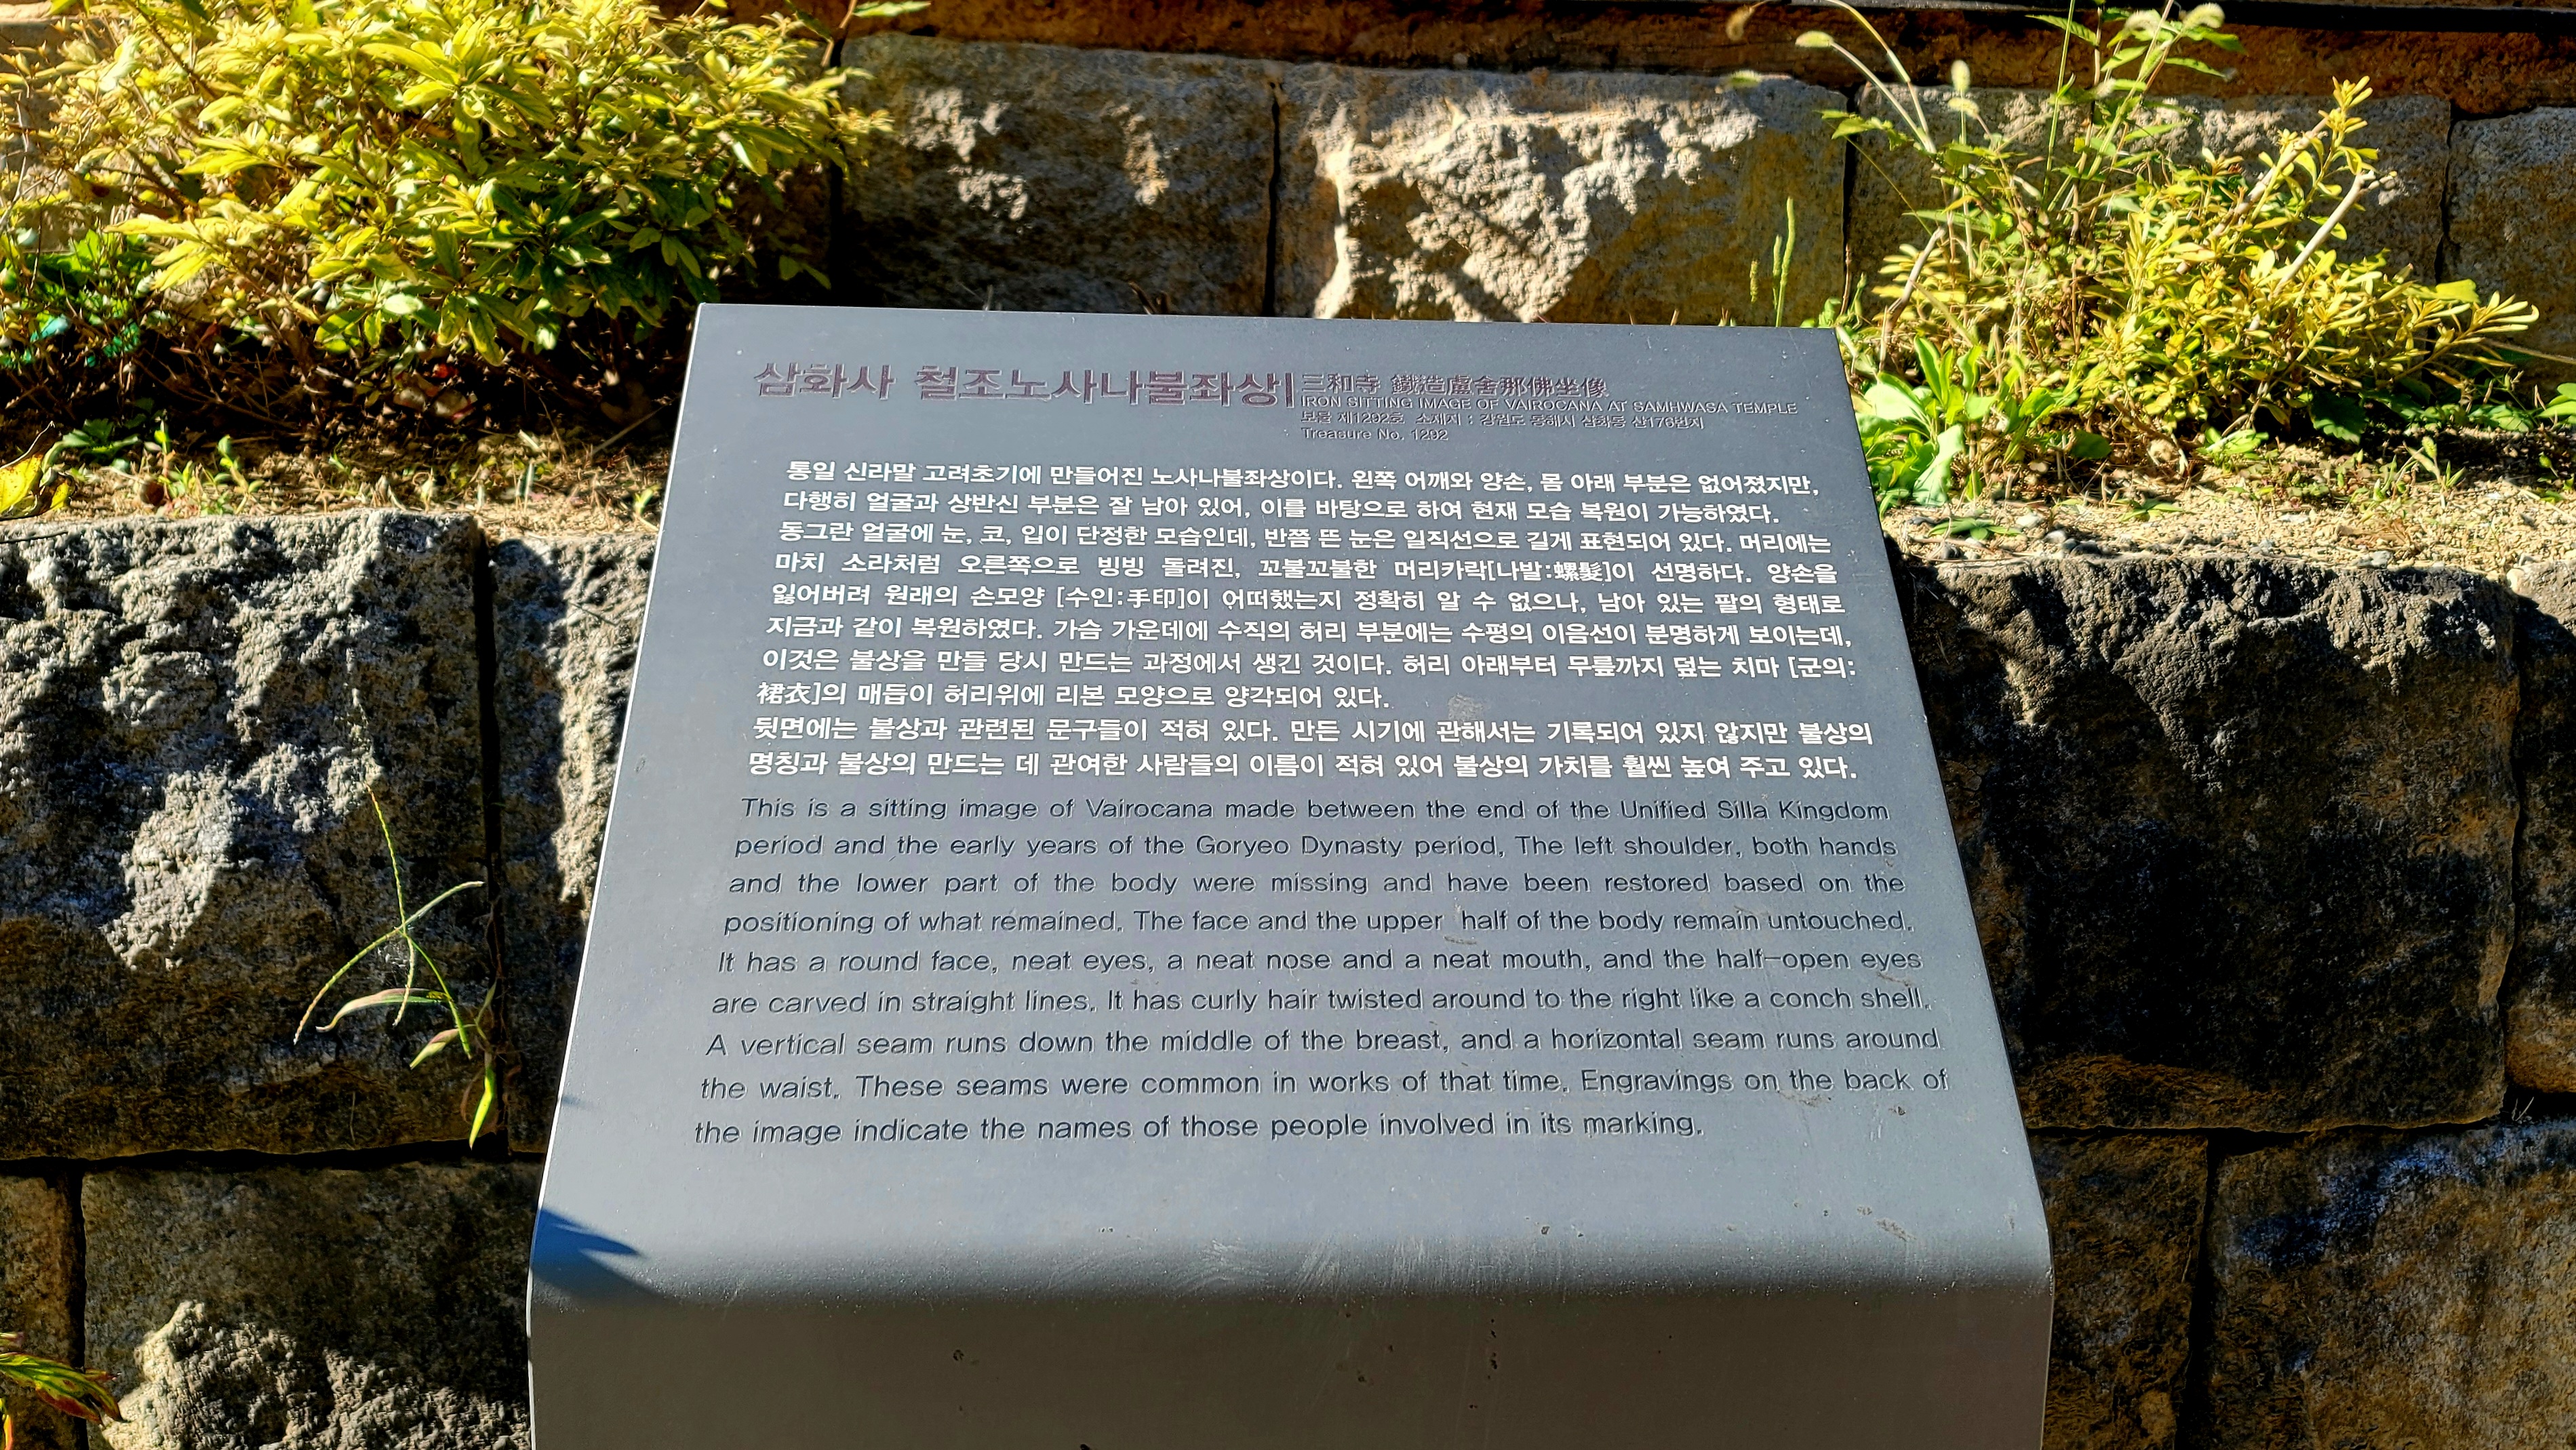 삼화사 철조노사나불좌상
三和寺 鐵造盧舍那佛坐像
IRON SITTING IMAGE OF VAIROCANA AT SAMHWASA TEMPLE
보물 제1292호 소재지 : 강원도 동해시 삼화동 산176번지
Treasure No. 1292
통일 신라말 고려초기에 만들어진 노사나불좌상이다. 왼쪽 어깨와 양손, 몸 아래 부분은 없어졌지만,
다행히 얼굴과 상반신 부분은 잘 남아 있어, 이를 바탕으로 하여 현재 모습 복원이 가능하였다.
동그란 얼굴에 눈, 코, 입이 단정한 모습인데, 반쯤 뜬 눈은 일직선으로 길게 표현되어 있다. 머리에는
마치 소라처럼 오른쪽으로 빙빙 돌려진, 꼬불꼬불한 머리카락[나발:螺髮]이 선명하다. 양손을
잃어버려 원래의 손모양 [수인:手印]이 어떠했는지 정확히 알 수 없으나, 남아 있는 팔의 형태로
지금과 같이 복원하였다. 가슴 가운데에 수직의 허리 부분에는 수평의 이음선이 분명하게 보이는데,
이것은 불상을 만들 당시 만드는 과정에서 생긴 것이다. 허리 아래부터 무릎까지 덮는 치마 [군의:
裙衣]의 매듭이 허리위에 리본 모양으로 양각되어 있다.
뒷면에는 불상과 관련된 문구들이 적혀 있다. 만든 시기에 관해서는 기록되어 있지 않지만 불상의
명칭과 불상의 만드는 데 관여한 사람들의 이름이 적혀 있어 불상의 가치를 훨씬 높여 주고 있다.
This is a sitting image of Vairocana made between the end of the Unified Silla Kingdom
period and the early years of the Goryeo Dynasty period. The left shoulder, both hands
and the lower part of the body were missing and have been restored based on the
positioning of what remained. The face and the upper half of the body remain untouched.
It has a round face, neat eyes, a neat nose and a neat mouth, and the half-open eyes
are carved in straight lines. It has curly hair twisted around to the right like a conch shell.
A vertical seam runs down the middle of the breast, and a horizontal seam runs around
the waist. These seams were common in works of that time. Engravings on the back of
the image indicate the names of those people involved in its marking.